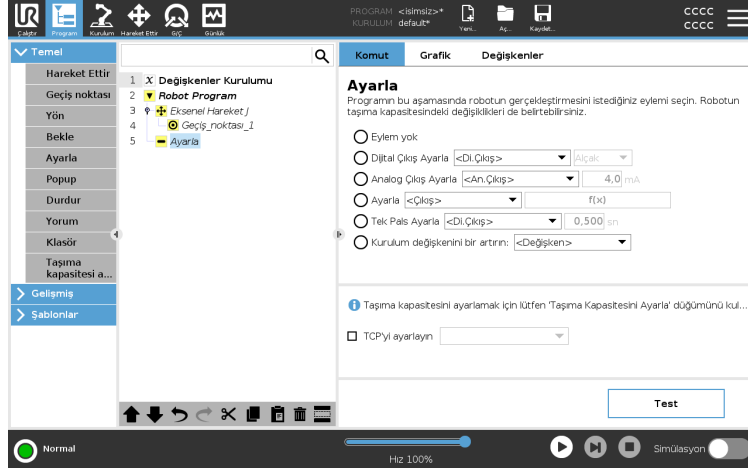 PROGRAM <isimsiz>*
KURULUM default*
Çalıştır
Program
Kurulum
Hareket Ettir
G/Ç
Günlük
Yeni...
Aç...
Kaydet...
CCCC
CCCC
Temel
Hareket Ettir
Geçiş noktası
Yön
Bekle
Ayarla
Popup
Durdur
Yorum
Klasör
Taşıma
kapasitesi a...
Gelişmiş
Şablonlar
1 X Değişkenler Kurulumu
2 Robot Program
3 Eksenel Hareket J
4 Geçiş_noktası_1
5 Ayarla
Komut Grafik Değişkenler
Ayarla
Programın bu aşamasında robotun gerçekleştirmesini istediğiniz eylemi seçin. Robotun
taşıma kapasitesindeki değişiklikleri de belirtebilirsiniz.
Eylem yok
Dijital Çıkış Ayarla <Di.Çıkış> Alçak
Analog Çıkış Ayarla <An.Çıkış> 4,0 mA
Ayarla <Çıkış> f(x)
Tek Pals Ayarla <Di.Çıkış> 0,500 sn
Kurulum değişkenini bir artırın: <Değişken>
Taşıma kapasitesini ayarlamak için lütfen 'Taşıma Kapasitesini Ayarla' düğümünü kul...
TCP'yi ayarlayın
Test
Normal
Hız 100%
Simülasyon